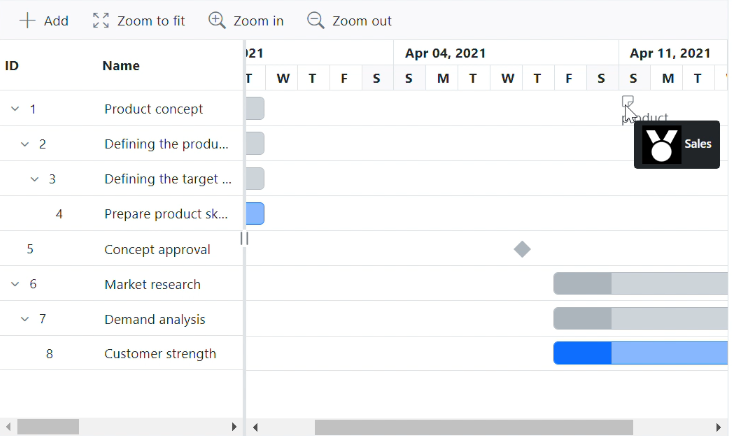 Add Zoom to fit Zoom in Zoom out
ID Name
Apr 04, 2021 Apr 11, 2021
T W T F S S M T W T F S S M T
1 Product concept
2 Defining the produ...
3 Defining the target ...
4 Prepare product sk...
5 Concept approval
6 Market research
7 Demand analysis
8 Customer strength
Sales